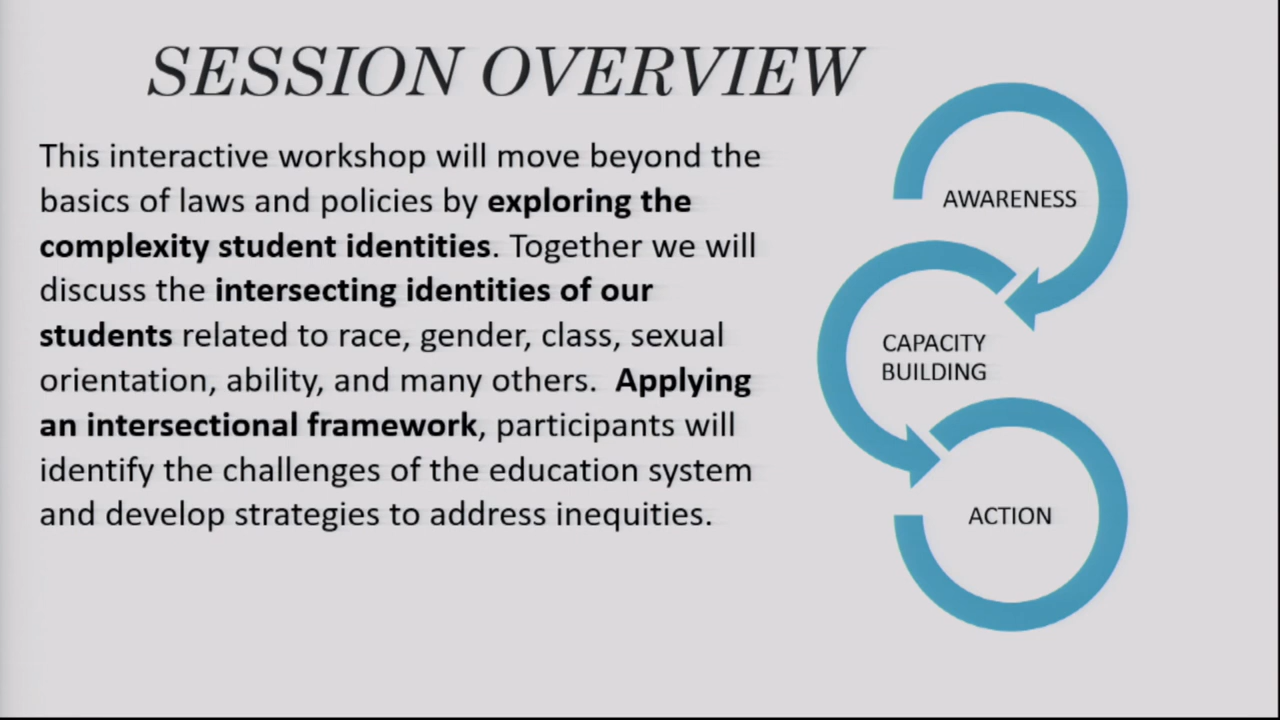 SESSION OVERVIEW
This interactive workshop will move beyond the
basics of laws and policies by exploring the
complexity student identities. Together we will
discuss the intersecting identities of our
students related to race, gender, class, sexual
orientation, ability, and many others.  Applying
an intersectional framework, participants will
identify the challenges of the education system
and develop strategies to address inequities.
AWARENESS
CAPACITY
BUILDING
ACTION